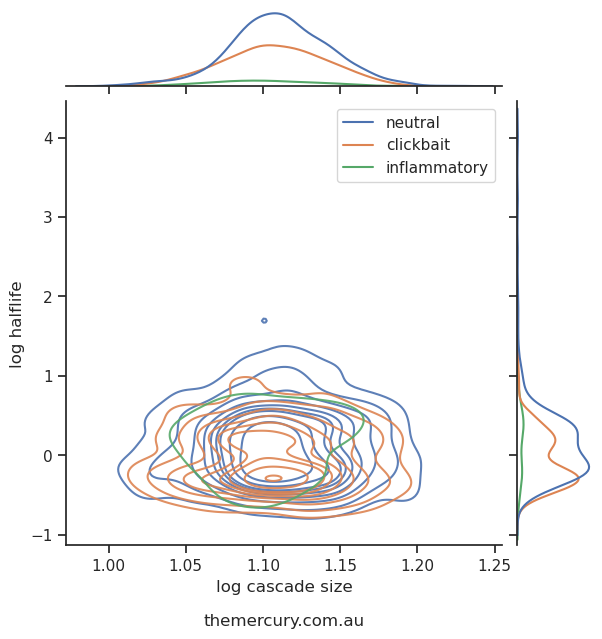 neutral
clickbait
inflammatory
4
3
2
1
0
−1
log halflife
1.00 1.05 1.10 1.15 1.20 1.25
log cascade size
themercury.com.au